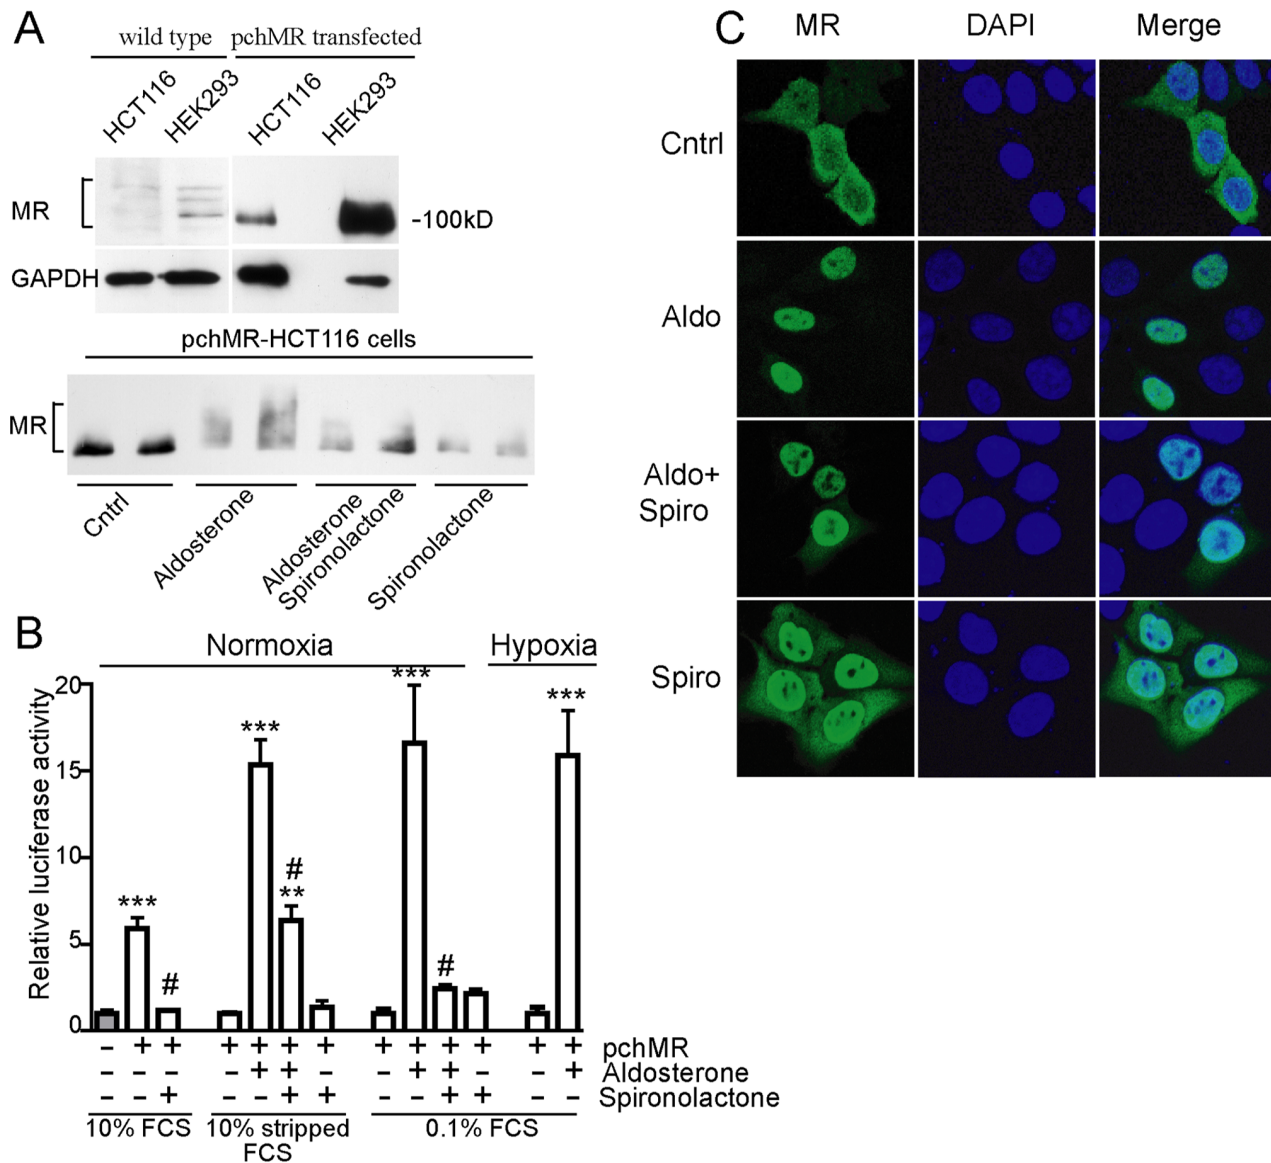 A
wild type pchMR transfected
HCT116 HEK293 HCT116 HEK293
MR
-100kD
GAPDH
pchMR-HCT116 cells
MR
Cntrl
Aldosterone
Aldosterone
Spironolactone
Spironolactone
B
Normoxia Hypoxia
Relative luciferase activity
20
15
10
5
0
*** # *** # ** *** # ***
– + + + + + + + + + + + + pchMR
– – – – + + – – + + – – + Aldosterone
– – + – – + + – – + + – – Spironolactone
10% FCS 10% stripped 0.1% FCS
FCS
C
MR DAPI Merge
Cntrl
Aldo
Aldo+
Spiro
Spiro